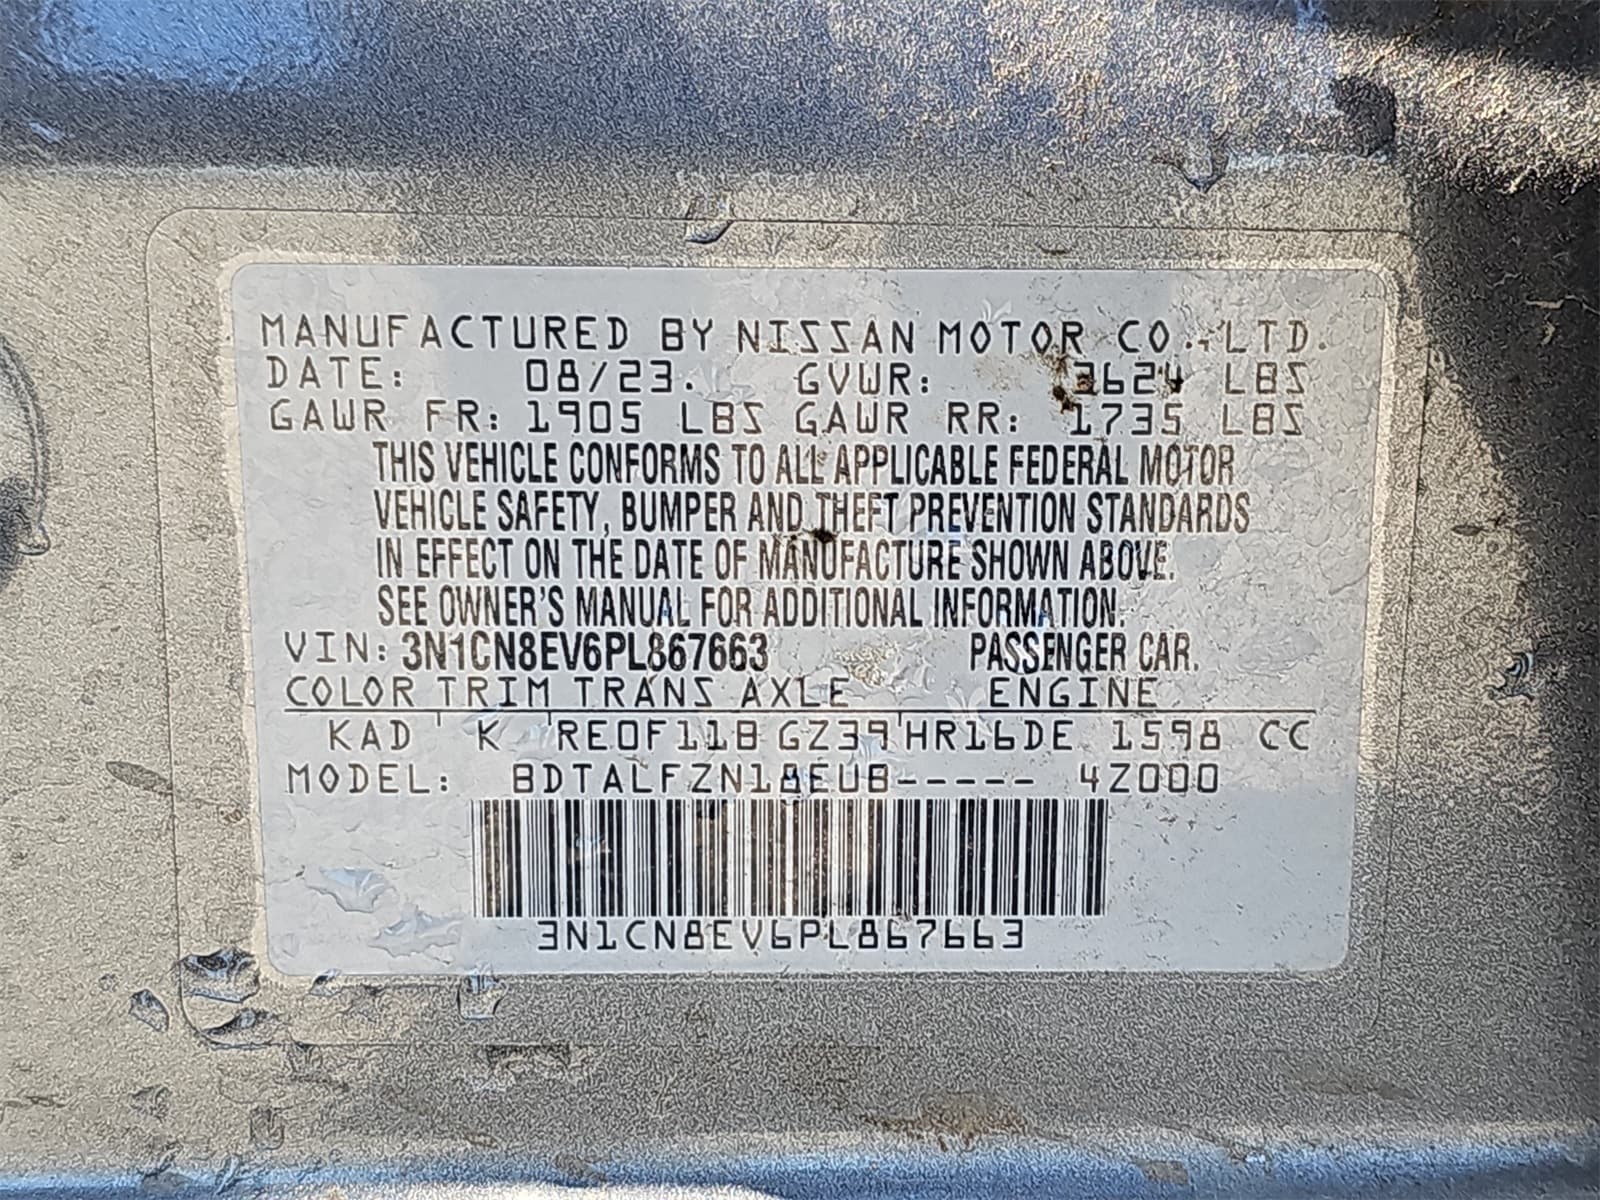 MANUFACTURED BY NISSAN MOTOR CO., LTD.
DATE: 08/23. GVWR: 3624 LBS
GAWR FR: 1905 LBS GAWR RR: 1735 LBS
THIS VEHICLE CONFORMS TO ALL APPLICABLE FEDERAL MOTOR
VEHICLE SAFETY, BUMPER AND THEFT PREVENTION STANDARDS
IN EFFECT ON THE DATE OF MANUFACTURE SHOWN ABOVE.
SEE OWNER'S MANUAL FOR ADDITIONAL INFORMATION.
VIN: 3N1CN8EV6PL867663 PASSENGER CAR.
COLOR TRIM TRANS AXLE ENGINE
KAD K RE0F11B GZ39 HR16DE 1598 CC
MODEL: BDTALFZN18EUB----- 4Z000
3N1CN8EV6PL867663